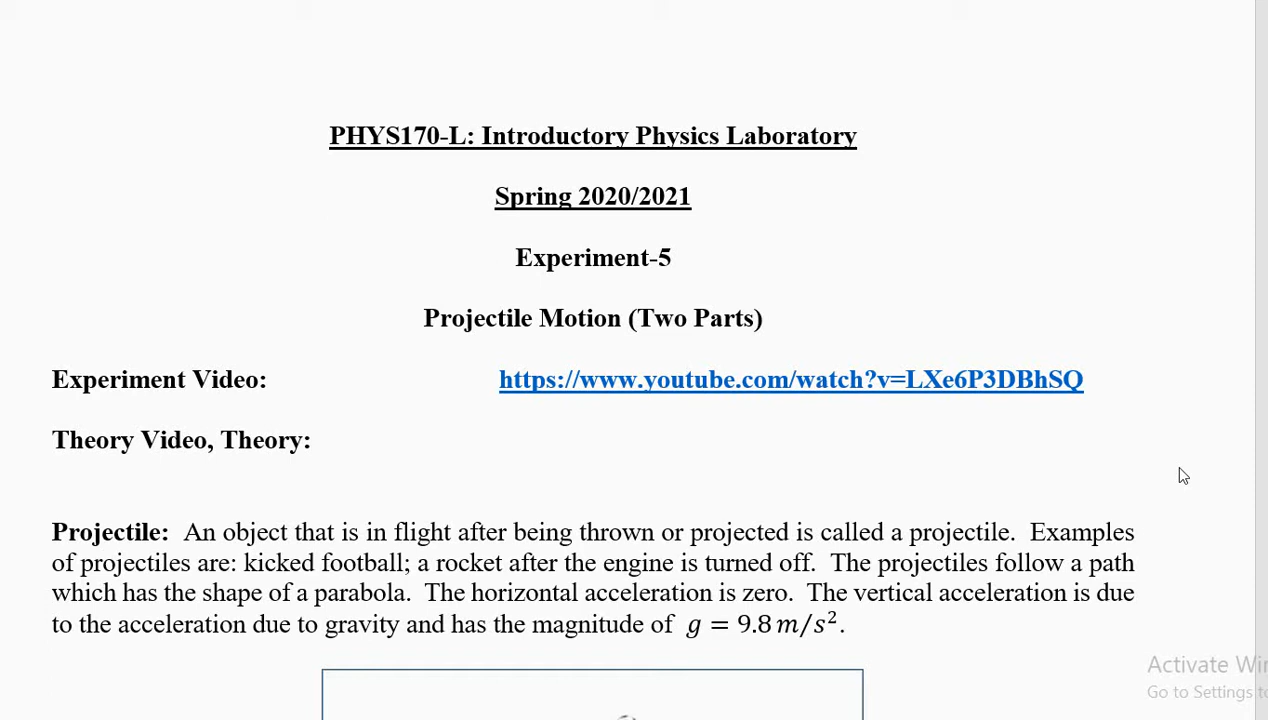 PHYS170-L: Introductory Physics Laboratory
Spring 2020/2021
Experiment-5
Projectile Motion (Two Parts)
Experiment Video: https://www.youtube.com/watch?v=LXe6P3DBhSQ
Theory Video, Theory:
Projectile: An object that is in flight after being thrown or projected is called a projectile. Examples
of projectiles are: kicked football; a rocket after the engine is turned off. The projectiles follow a path
which has the shape of a parabola. The horizontal acceleration is zero. The vertical acceleration is due
to the acceleration due to gravity and has the magnitude of g = 9.8 m/s².
Activate Win
Go to Settings to